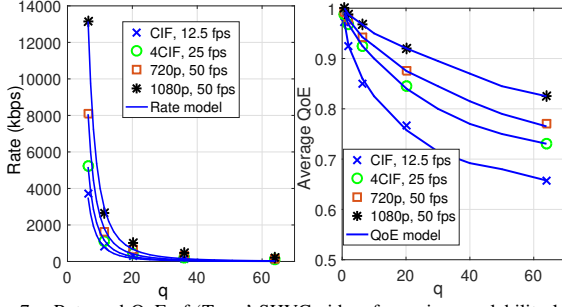 14000
12000
10000
8000
6000
4000
2000
0
Rate (kbps)
0 20 40 60
q
CIF, 12.5 fps
4CIF, 25 fps
720p, 50 fps
1080p, 50 fps
Rate model
1
0.9
0.8
0.7
0.6
0.5
Average QoE
0 20 40 60
q
CIF, 12.5 fps
4CIF, 25 fps
720p, 50 fps
1080p, 50 fps
QoE model